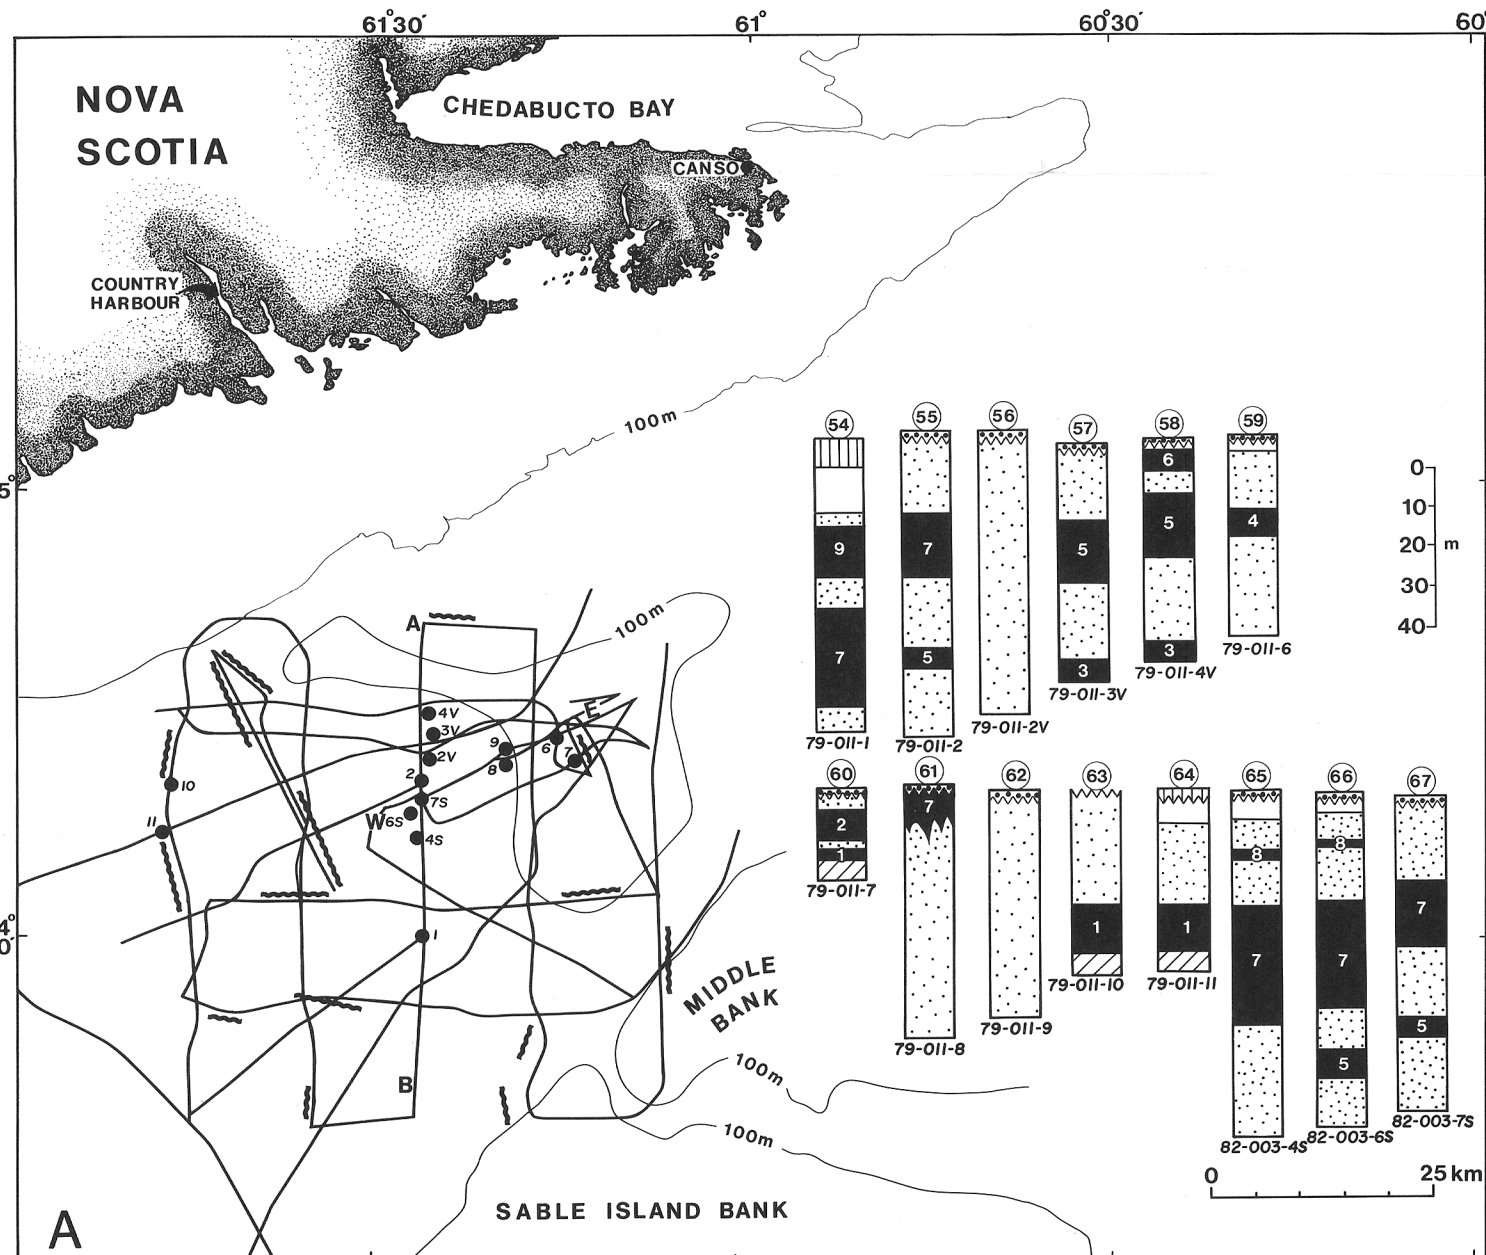 61°30′ 61° 60°30′ 60°
NOVA
SCOTIA
CHEDABUCTO BAY
CANSO
COUNTRY
HARBOUR
100m
5°
54 55 56 57 58 59
9
7
79-011-1
7
5
79-011-2
79-011-2V
5
3
79-011-3V
6
5
3
79-011-4V
4
79-011-6
0
10
20 m
30
40
A
100m
E
4V
3V
2V
9
8
6
7
2
7S
W
6S
4S
10
11
1
4°
0′
B
MIDDLE
BANK
100m
100m
SABLE ISLAND BANK
60 61 62 63 64 65 66 67
2
1
79-011-7
7
79-011-8
79-011-9
1
79-011-10
1
79-011-11
8
7
82-003-4S
8
7
5
82-003-6S
7
5
82-003-7S
0 25 km
A